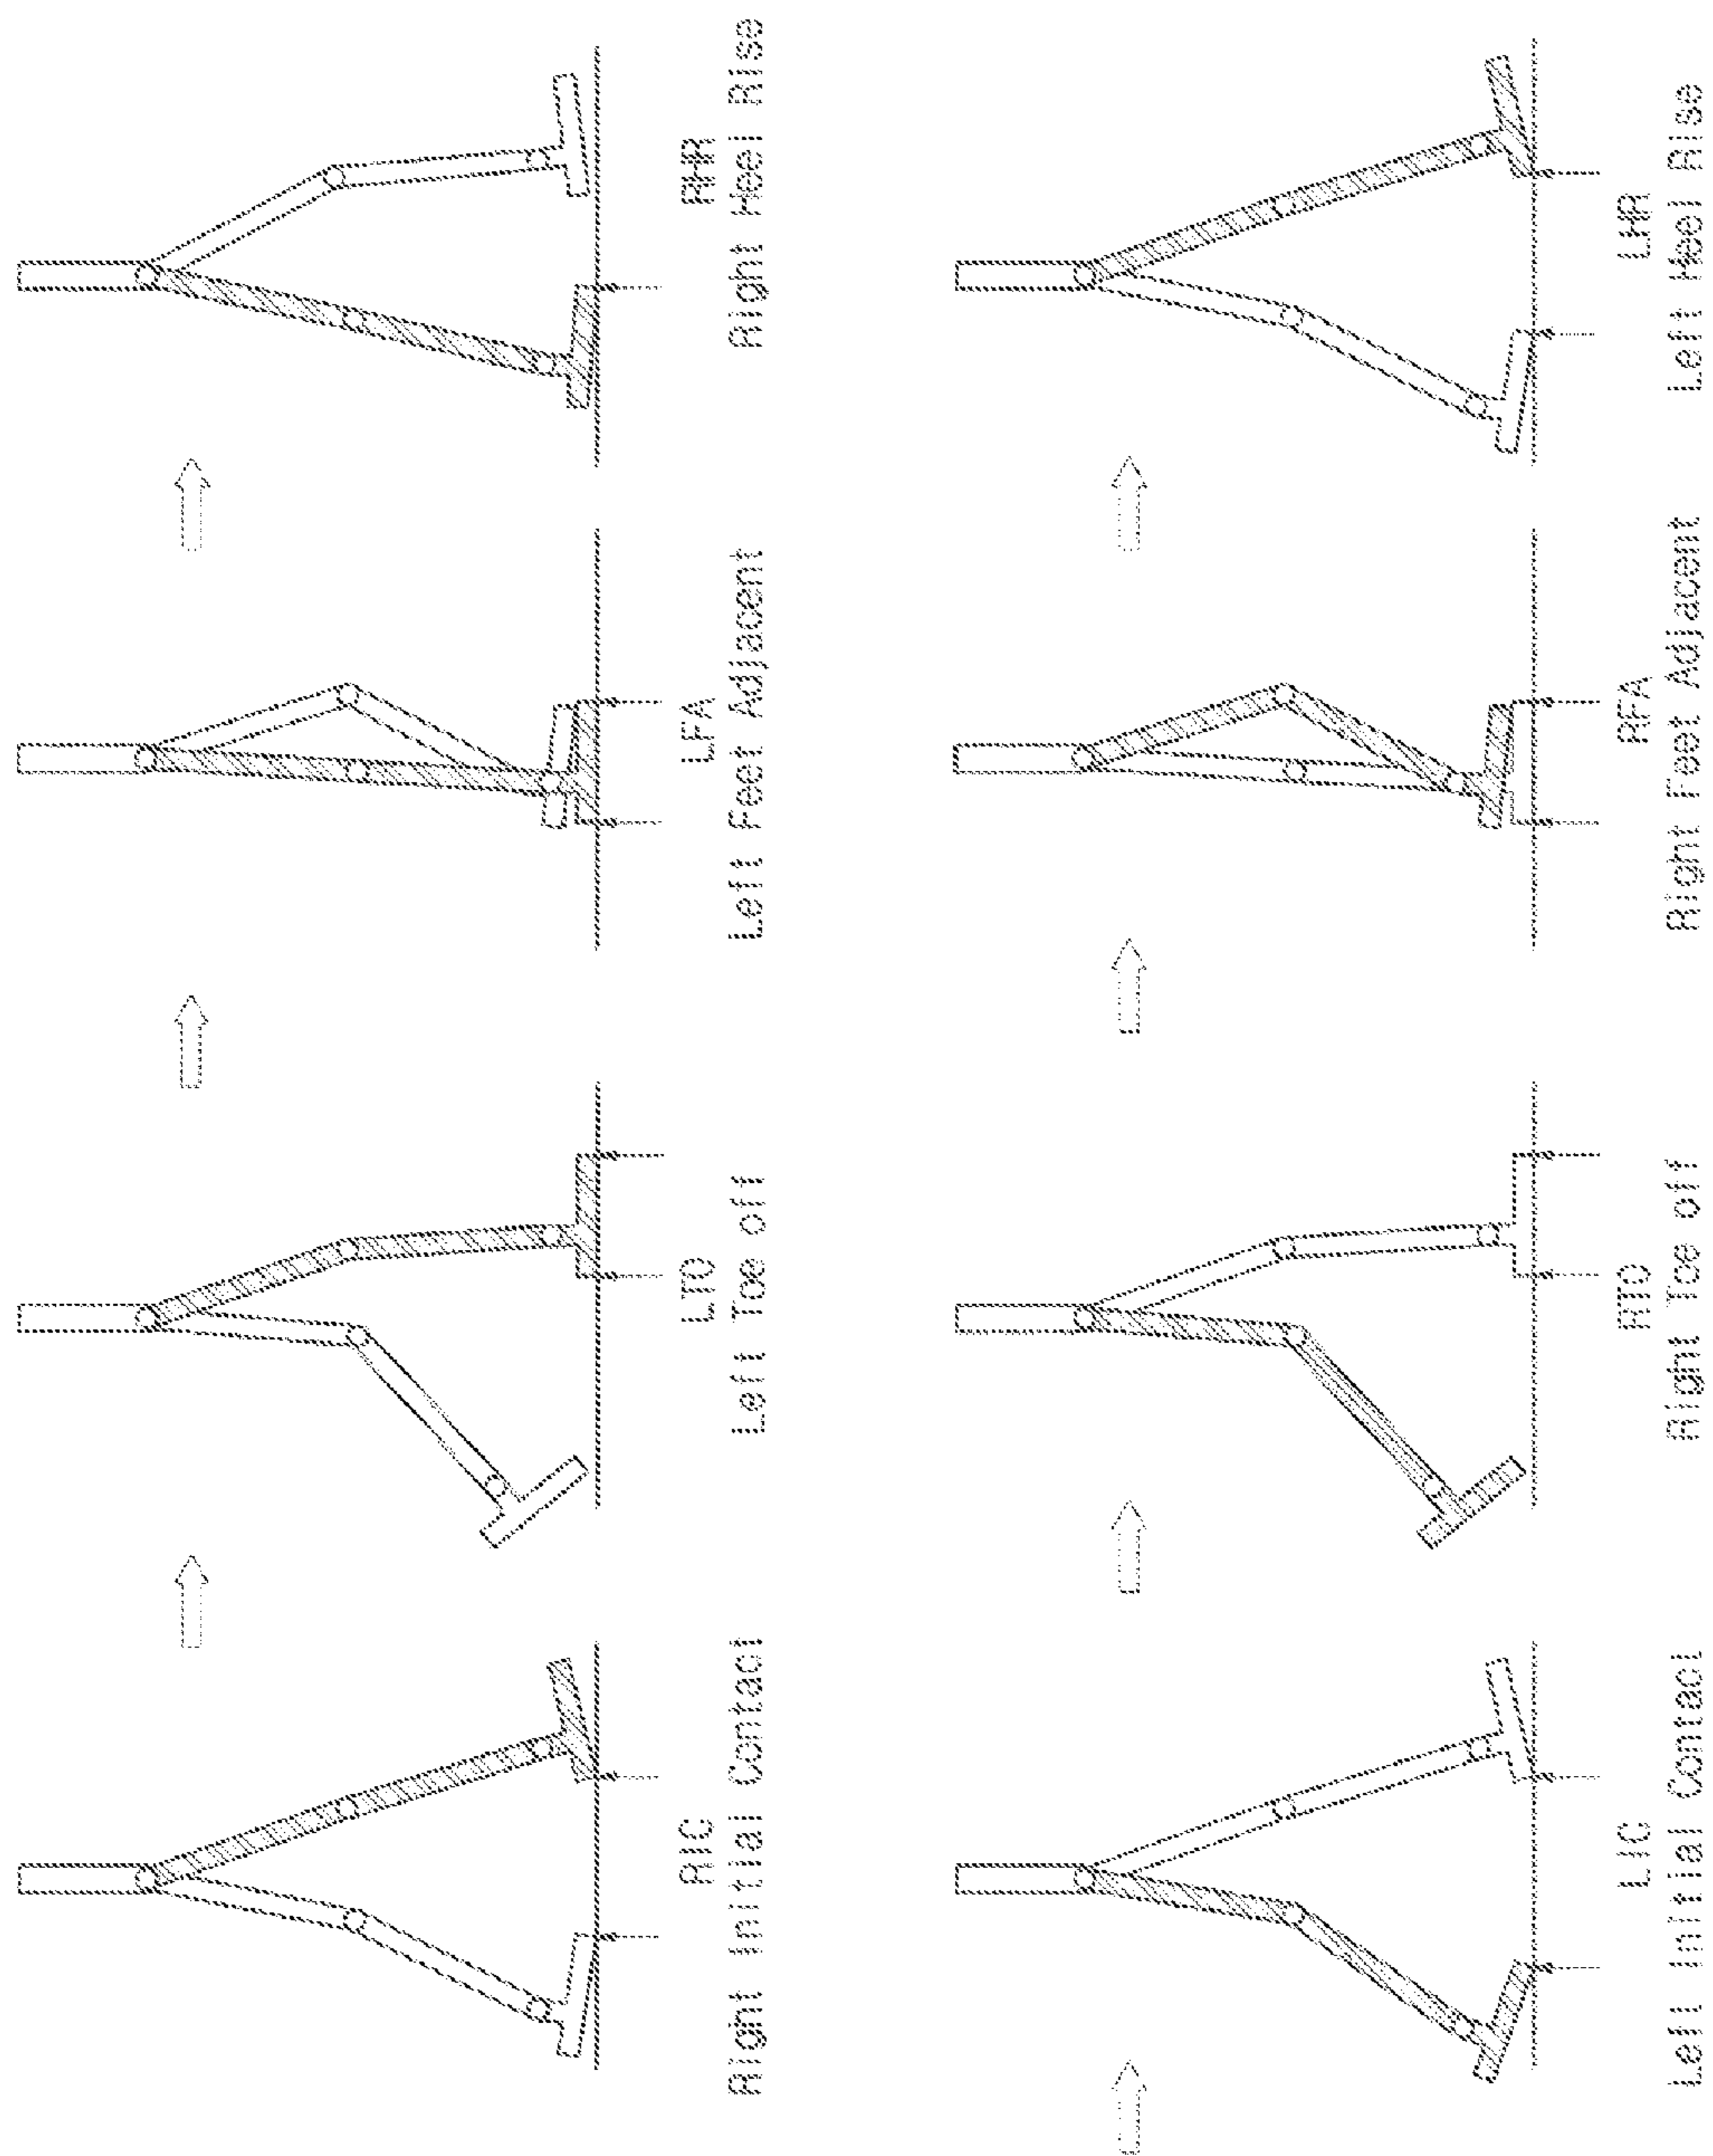 RIC
Right Initial Contact
LTO
Left Toe off
LFA
Left Feet Adjacent
RHR
Right Heel Rise
LIC
Left Initial Contact
RTO
Right Toe off
RFA
Right Feet Adjacent
LHR
Left Heel Rise